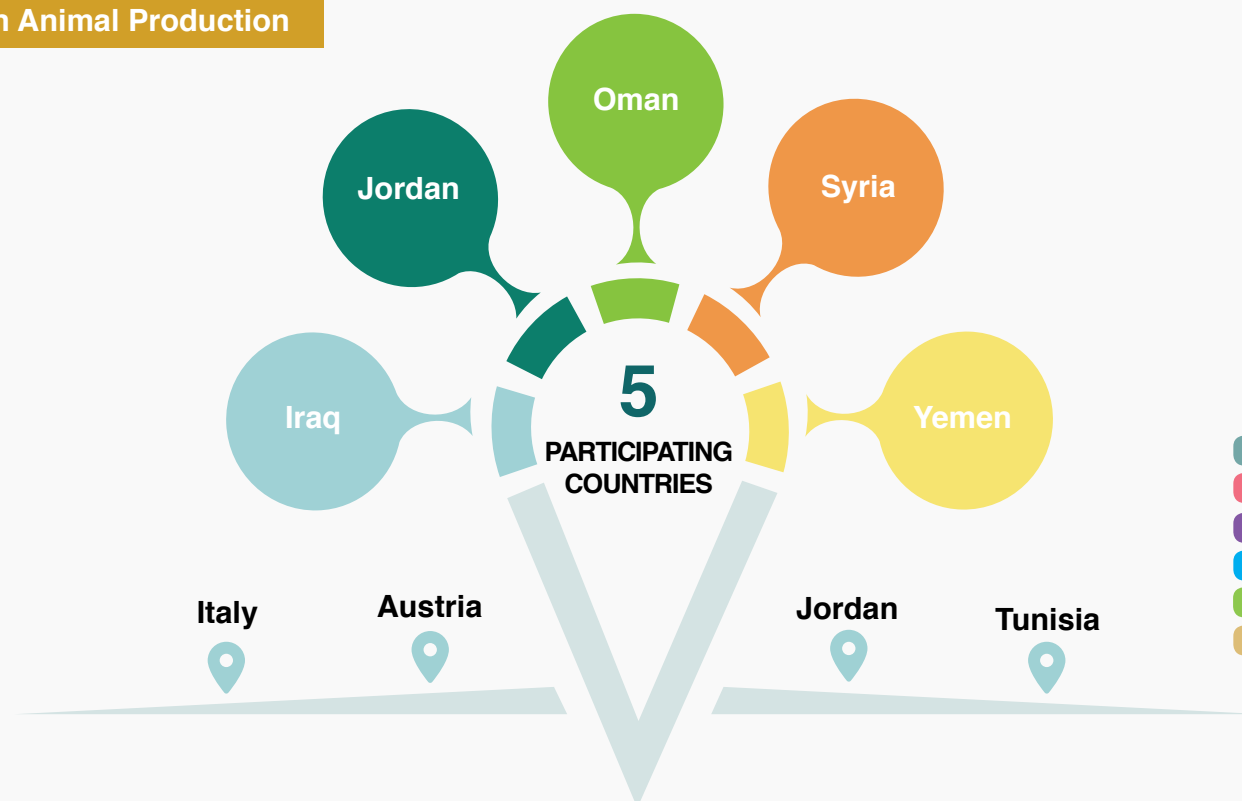 n Animal Production
Oman
Jordan
Syria
Iraq
5
Yemen
PARTICIPATING
COUNTRIES
Italy
Austria
Jordan
Tunisia